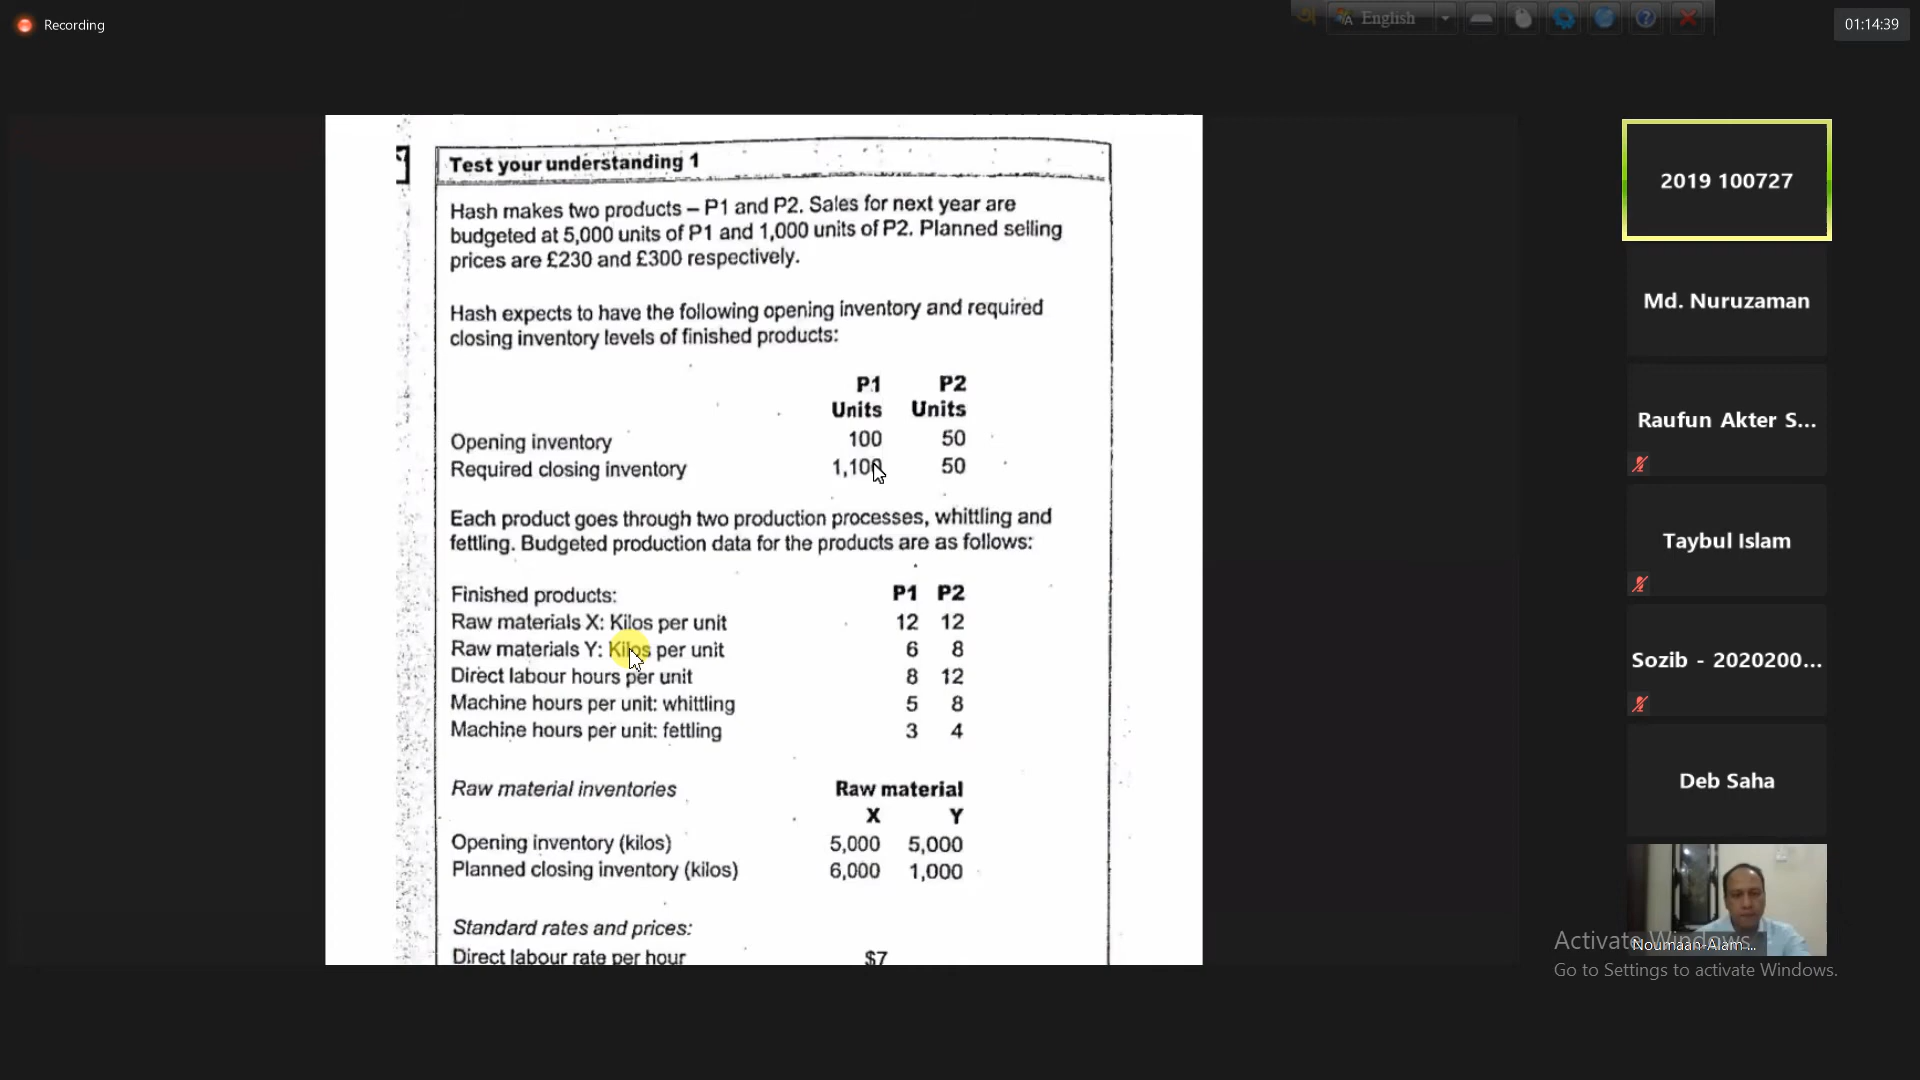 Recording
English
01:14:39
Test your understanding 1
Hash makes two products – P1 and P2. Sales for next year are
budgeted at 5,000 units of P1 and 1,000 units of P2. Planned selling
prices are £230 and £300 respectively.
Hash expects to have the following opening inventory and required
closing inventory levels of finished products:
P1 P2
Units Units
Opening inventory 100 50
Required closing inventory 1,100 50
Each product goes through two production processes, whittling and
fettling. Budgeted production data for the products are as follows:
Finished products: P1 P2
Raw materials X: Kilos per unit 12 12
Raw materials Y: Kilos per unit 6 8
Direct labour hours per unit 8 12
Machine hours per unit: whittling 5 8
Machine hours per unit: fettling 3 4
Raw material inventories Raw material
X Y
Opening inventory (kilos) 5,000 5,000
Planned closing inventory (kilos) 6,000 1,000
Standard rates and prices:
Direct labour rate per hour $7
2019 100727
Md. Nuruzaman
Raufun Akter S...
Taybul Islam
Sozib - 2020200...
Deb Saha
Noumaan-Alam ...
Activate Windows
Go to Settings to activate Windows.